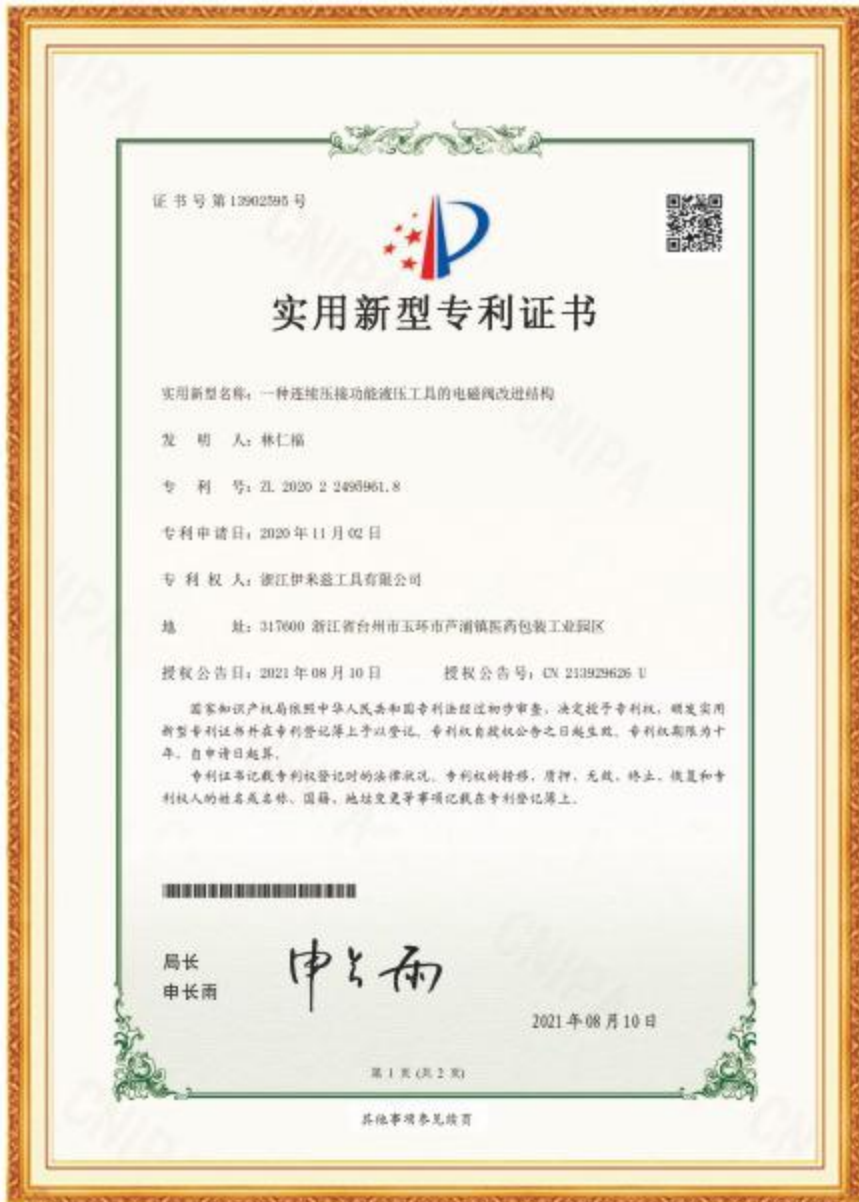 证书号第13902595号
实用新型专利证书
实用新型名称：一种连续压接功能液压工具的电磁阀改进结构
发明人：林仁福
专利号：ZL 2020 2 2495961.8
专利申请日：2020年11月02日
专利权人：浙江伊米兹工具有限公司
地址：317600 浙江省台州市玉环市芦浦镇医药包装工业园区
授权公告日：2021年08月10日 授权公告号：CN 213929626 U
国家知识产权局依照中华人民共和国专利法经过初步审查，决定授予专利权，颁发实用
新型专利证书并在专利登记簿上予以登记。专利权自授权公告之日起生效。专利权期限为十
年，自申请日起算。
专利证书记载专利权登记时的法律状况。专利权的转移、质押、无效、终止、恢复和专
利权人的姓名或名称、国籍、地址变更等事项记载在专利登记簿上。
局长
申长雨
申长雨
2021年08月10日
第 1 页 (共 2 页)
其他事项参见续页
CNIPA
CNIPA
CNIPA
CNIPA
CNIPA
CNIPA